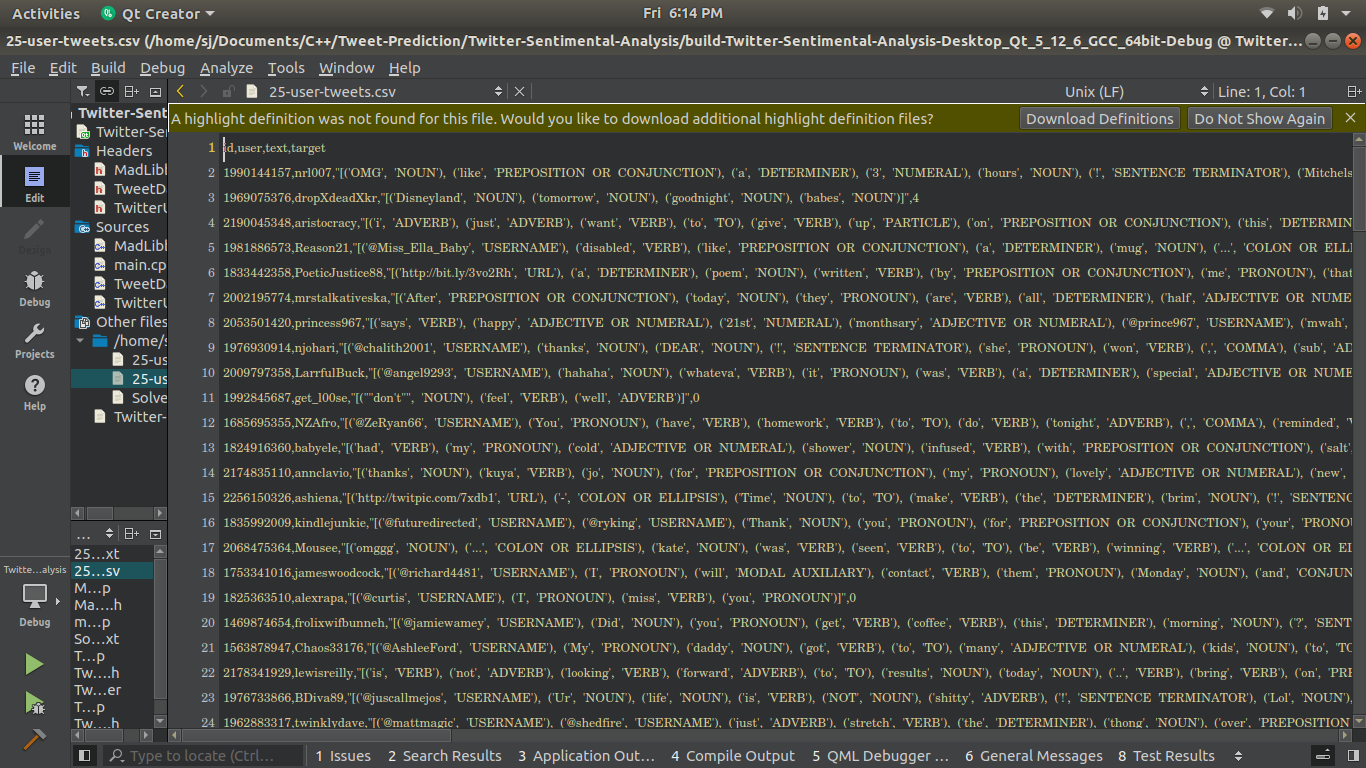 Activities Qt Creator Fri 6:14 PM
25-user-tweets.csv (/home/sj/Documents/C++/Tweet-Prediction/Twitter-Sentimental-Analysis/build-Twitter-Sentimental-Analysis-Desktop_Qt_5_12_6_GCC_64bit-Debug @ Twitter...
File Edit Build Debug Analyze Tools Window Help
25-user-tweets.csv Unix (LF) Line: 1, Col: 1
A highlight definition was not found for this file. Would you like to download additional highlight definition files? Download Definitions Do Not Show Again
Welcome
Edit
Design
Debug
Projects
Help
Twitte...alysis
Debug
Twitter-Sent
Twitter-Se
Headers
MadLib
TweetD
TwitterU
Sources
MadLib
main.cp
TweetD
TwitterU
Other files
/home/s
25-us
25-us
Solve
Twitter-
...
25...xt
25...sv
M...p
Ma....h
m...p
So...xt
T...p
Tw....h
Tw...er
T...p
Tw....h
1 id,user,text,target
2 1990144157,nrl007,"[('OMG', 'NOUN'), ('like', 'PREPOSITION OR CONJUNCTION'), ('a', 'DETERMINER'), ('3', 'NUMERAL'), ('hours', 'NOUN'), ('!', 'SENTENCE TERMINATOR'), ('Mitchels
3 1969075376,dropXdeadXkr,"[('Disneyland', 'NOUN'), ('tomorrow', 'NOUN'), ('goodnight', 'NOUN'), ('babes', 'NOUN')]",4
4 2190045348,aristocracy,"[('i', 'ADVERB'), ('just', 'ADVERB'), ('want', 'VERB'), ('to', 'TO'), ('give', 'VERB'), ('up', 'PARTICLE'), ('on', 'PREPOSITION OR CONJUNCTION'), ('this', 'DETERMIN
5 1981886573,Reason21,"[('@Miss_Ella_Baby', 'USERNAME'), ('disabled', 'VERB'), ('like', 'PREPOSITION OR CONJUNCTION'), ('a', 'DETERMINER'), ('mug', 'NOUN'), ('...', 'COLON OR ELL
6 1833442358,PoeticJustice88,"[('http://bit.ly/3vo2Rh', 'URL'), ('a', 'DETERMINER'), ('poem', 'NOUN'), ('written', 'VERB'), ('by', 'PREPOSITION OR CONJUNCTION'), ('me', 'PRONOUN'), ('that
7 2002195774,mrstalkativeska,"[('After', 'PREPOSITION OR CONJUNCTION'), ('today', 'NOUN'), ('they', 'PRONOUN'), ('are', 'VERB'), ('all', 'DETERMINER'), ('half', 'ADJECTIVE OR NUME
8 2053501420,princess967,"[('says', 'VERB'), ('happy', 'ADJECTIVE OR NUMERAL'), ('21st', 'NUMERAL'), ('monthsary', 'ADJECTIVE OR NUMERAL'), ('@prince967', 'USERNAME'), ('mwah',
9 1976930914,njohari,"[('@chalith2001', 'USERNAME'), ('thanks', 'NOUN'), ('DEAR', 'NOUN'), ('!', 'SENTENCE TERMINATOR'), ('she', 'PRONOUN'), ('won', 'VERB'), (',', 'COMMA'), ('sub', 'AD
10 2009797358,LarrfulBuck,"[('@angel9293', 'USERNAME'), ('hahaha', 'NOUN'), ('whateva', 'VERB'), ('it', 'PRONOUN'), ('was', 'VERB'), ('a', 'DETERMINER'), ('special', 'ADJECTIVE OR NUME
11 1992845687,get_l00se,"[(""don't"", 'NOUN'), ('feel', 'VERB'), ('well', 'ADVERB')]",0
12 1685695355,NZAfro,"[('@ZeRyan66', 'USERNAME'), ('You', 'PRONOUN'), ('have', 'VERB'), ('homework', 'VERB'), ('to', 'TO'), ('do', 'VERB'), ('tonight', 'ADVERB'), (',', 'COMMA'), ('reminded', 'V
13 1824916360,babyele,"[('had', 'VERB'), ('my', 'PRONOUN'), ('cold', 'ADJECTIVE OR NUMERAL'), ('shower', 'NOUN'), ('infused', 'VERB'), ('with', 'PREPOSITION OR CONJUNCTION'), ('salt'
14 2174835110,annclavio,"[('thanks', 'NOUN'), ('kuya', 'VERB'), ('jo', 'NOUN'), ('for', 'PREPOSITION OR CONJUNCTION'), ('my', 'PRONOUN'), ('lovely', 'ADJECTIVE OR NUMERAL'), ('new',
15 2256150326,ashiena,"[('http://twitpic.com/7xdb1', 'URL'), ('-', 'COLON OR ELLIPSIS'), ('Time', 'NOUN'), ('to', 'TO'), ('make', 'VERB'), ('the', 'DETERMINER'), ('brim', 'NOUN'), ('!', 'SENTENC
16 1835992009,kindlejunkie,"[('@futuredirected', 'USERNAME'), ('@ryking', 'USERNAME'), ('Thank', 'NOUN'), ('you', 'PRONOUN'), ('for', 'PREPOSITION OR CONJUNCTION'), ('your', 'PRONO
17 2068475364,Mousee,"[('omggg', 'NOUN'), ('...', 'COLON OR ELLIPSIS'), ('kate', 'NOUN'), ('was', 'VERB'), ('seen', 'VERB'), ('to', 'TO'), ('be', 'VERB'), ('winning', 'VERB'), ('...', 'COLON OR EL
18 1753341016,jameswoodcock,"[('@richard4481', 'USERNAME'), ('I', 'PRONOUN'), ('will', 'MODAL AUXILIARY'), ('contact', 'VERB'), ('them', 'PRONOUN'), ('Monday', 'NOUN'), ('and', 'CONJUN
19 1825363510,alexrapa,"[('@curtis', 'USERNAME'), ('I', 'PRONOUN'), ('miss', 'VERB'), ('you', 'PRONOUN')]",0
20 1469874654,frolixwifbunneh,"[('@jamiewamey', 'USERNAME'), ('Did', 'NOUN'), ('you', 'PRONOUN'), ('get', 'VERB'), ('coffee', 'VERB'), ('this', 'DETERMINER'), ('morning', 'NOUN'), ('?', 'SENT
21 1563878947,Chaos33176,"[('@AshleeFord', 'USERNAME'), ('My', 'PRONOUN'), ('daddy', 'NOUN'), ('got', 'VERB'), ('to', 'TO'), ('many', 'ADJECTIVE OR NUMERAL'), ('kids', 'NOUN'), ('to', 'TO
22 2178341929,lewisreilly,"[('is', 'VERB'), ('not', 'ADVERB'), ('looking', 'VERB'), ('forward', 'ADVERB'), ('to', 'TO'), ('results', 'NOUN'), ('today', 'NOUN'), ('..', 'VERB'), ('bring', 'VERB'), ('on', 'PRE
23 1976733866,BDiva89,"[('@juscallmejos', 'USERNAME'), ('Ur', 'NOUN'), ('life', 'NOUN'), ('is', 'VERB'), ('NOT', 'NOUN'), ('shitty', 'ADVERB'), ('!', 'SENTENCE TERMINATOR'), ('Lol', 'NOUN'),
24 1962883317,twinklydave,"[('@mattmagic', 'USERNAME'), ('@shedfire', 'USERNAME'), ('just', 'ADVERB'), ('stretch', 'VERB'), ('the', 'DETERMINER'), ('thong', 'NOUN'), ('over', 'PREPOSITION
Type to locate (Ctrl... 1 Issues 2 Search Results 3 Application Out... 4 Compile Output 5 QML Debugger ... 6 General Messages 8 Test Results